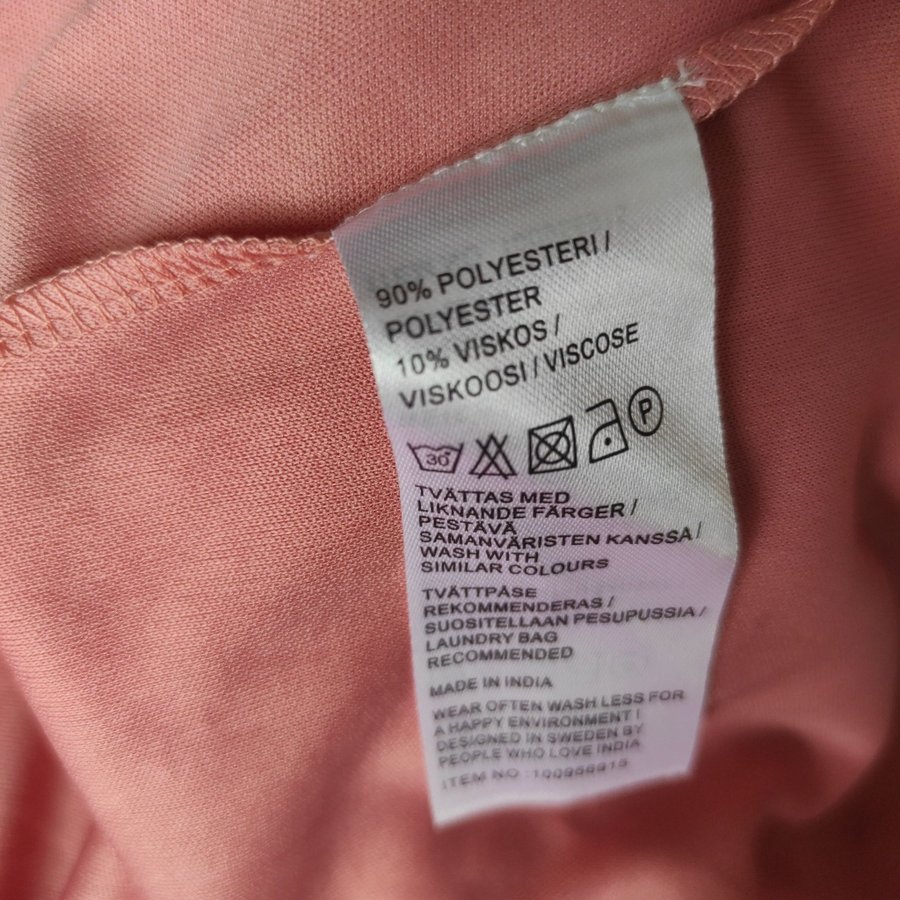 90% POLYESTERI /
POLYESTER
10% VISKOS /
VISKOOSI / VISCOSE
30°
P
TVÄTTAS MED
LIKNANDE FÄRGER /
PESTÄVÄ
SAMANVÄRISTEN KANSSA /
WASH WITH
SIMILAR COLOURS
TVÄTTPÅSE
REKOMMENDERAS /
SUOSITELLAAN PESUPUSSIA /
LAUNDRY BAG
RECOMMENDED
MADE IN INDIA
WEAR OFTEN WASH LESS FOR
A HAPPY ENVIRONMENT !
DESIGNED IN SWEDEN BY
PEOPLE WHO LOVE INDIA
ITEM NO :